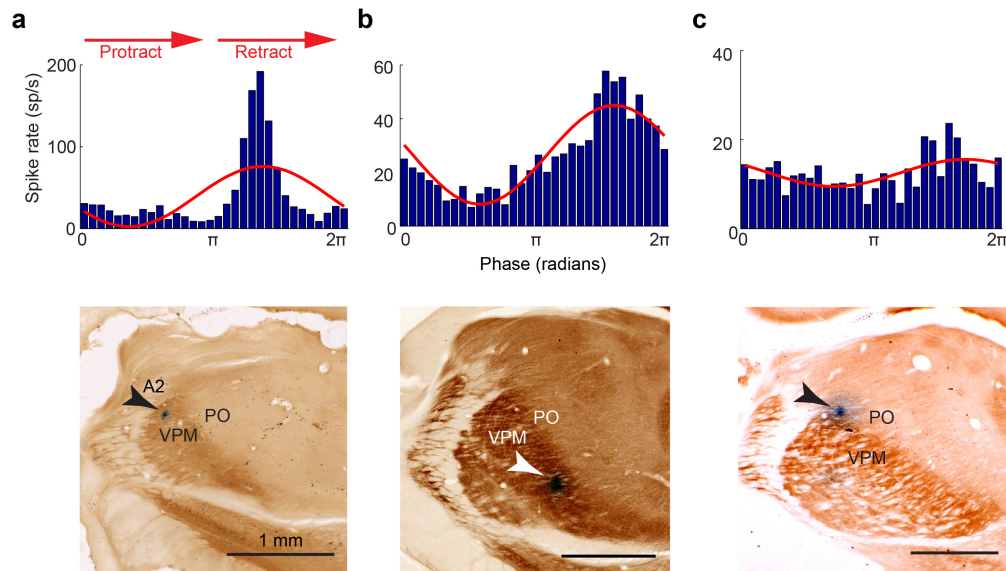 a
b
c
Protract
Retract
Spike rate (sp/s)
200
100
0
0
π
2π
60
40
20
0
0
π
2π
40
20
0
0
π
2π
Phase (radians)
A2
PO
VPM
1 mm
PO
VPM
PO
VPM